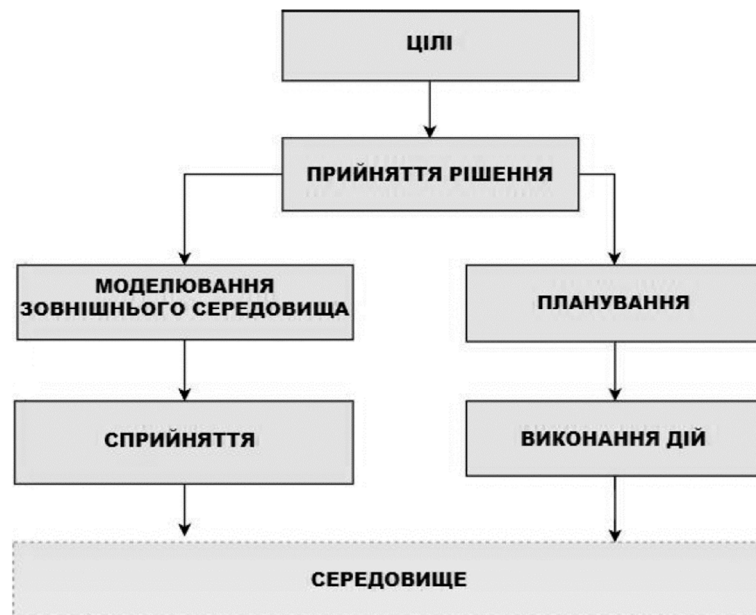 ЦІЛІ
ПРИЙНЯТТЯ РІШЕННЯ
МОДЕЛЮВАННЯ
ЗОВНІШНЬОГО СЕРЕДОВИЩА
ПЛАНУВАННЯ
СПРИЙНЯТТЯ
ВИКОНАННЯ ДІЙ
СЕРЕДОВИЩЕ